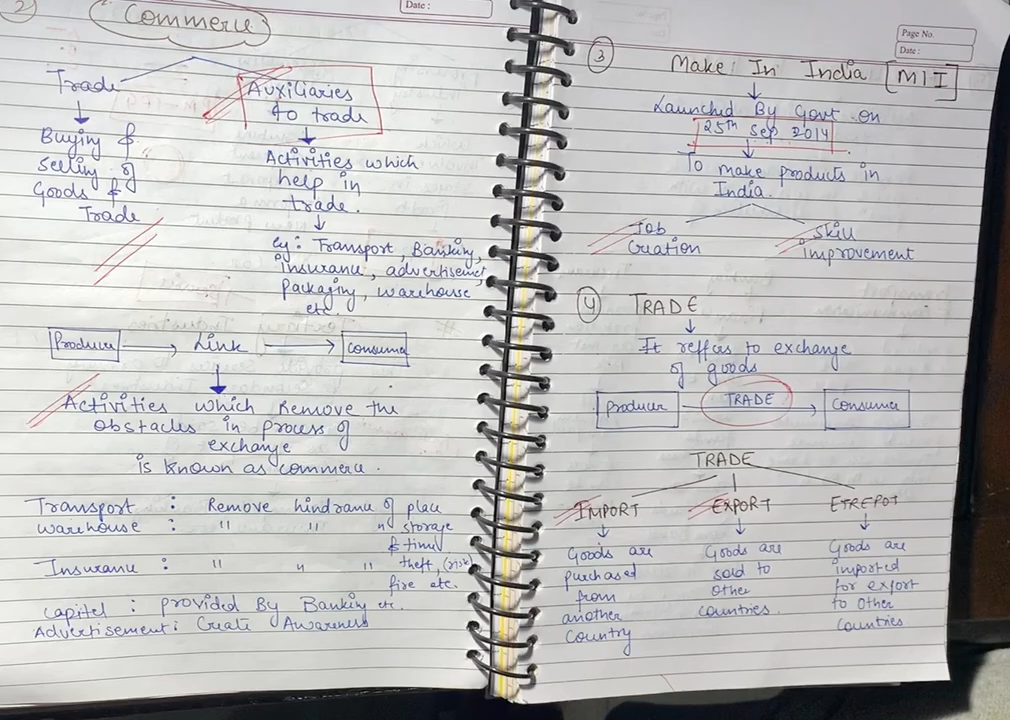 2
Commerce
Date :
Trade
Auxiliaries
to trade
Buying &
selling of
Goods &
Trade
Activities which
help in
trade.
eg: Transport, Banking,
insurance, advertisemet
Packaging, warehouse
etc.
Producer Link Consumer
Activities which Remove the
obstacles in process of
exchange
is known as commerce.
Transport : Remove hindrance of place
warehouse : " " " storage
& time
Insurance : " " " theft, (risk)
fire etc.
capitel : provided By Banking etc.
Advertisement : Create Awareness
Page No.
Date :
3
Make In India [MII]
Launched By Govt on
25th Sep 2014
To make products in
India.
Job
Creation
Skill
improvement
4 TRADE
It reffers to exchange
of goods
producer TRADE Consumer
TRADE
IMPORT EXPORT ETREPOT
Goods are
purchased
from
another
Country
Goods are
sold to
other
countries.
Goods are
imported
for export
to other
Countries